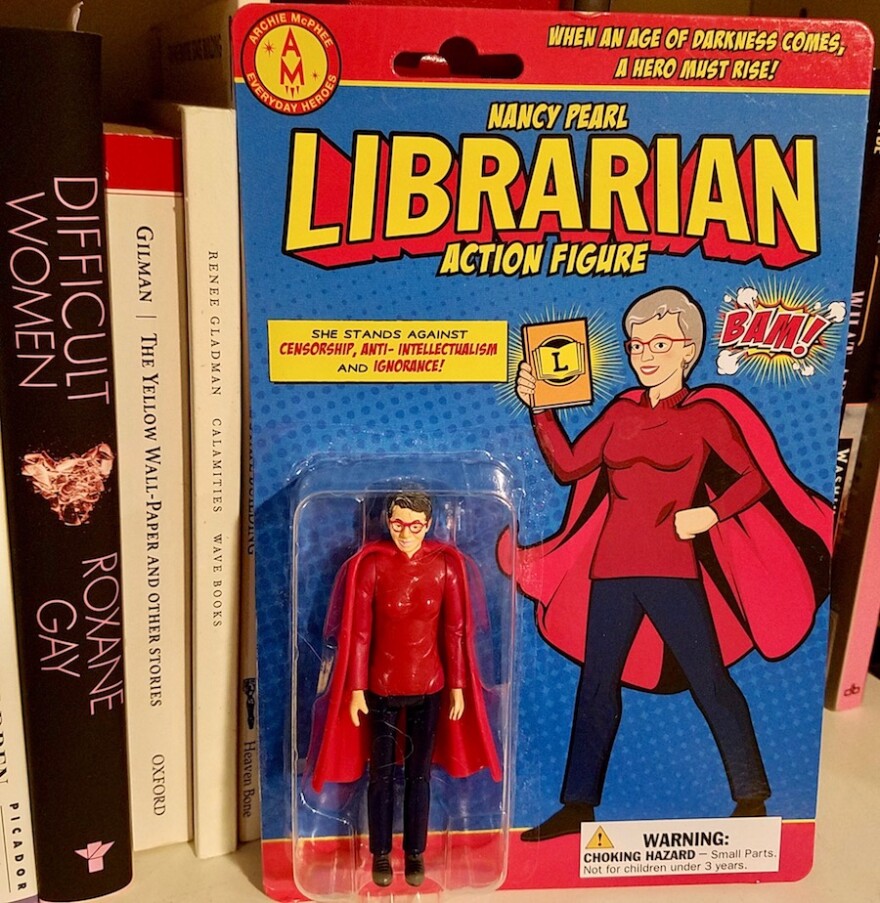 DIFFICULT
WOMEN
ROXANE
GAY
PICADOR
GILMAN | THE YELLOW WALL-PAPER AND OTHER STORIES OXFORD
RENEE GLADMAN CALAMITIES WAVE BOOKS
Heaven Bone
ARCHIE McPHEE
AM
EVERYDAY HEROES
WHEN AN AGE OF DARKNESS COMES,
A HERO MUST RISE!
NANCY PEARL
LIBRARIAN
ACTION FIGURE
SHE STANDS AGAINST
CENSORSHIP, ANTI- INTELLECTUALISM
AND IGNORANCE!
L
BAM!
WARNING:
CHOKING HAZARD – Small Parts.
Not for children under 3 years.
db